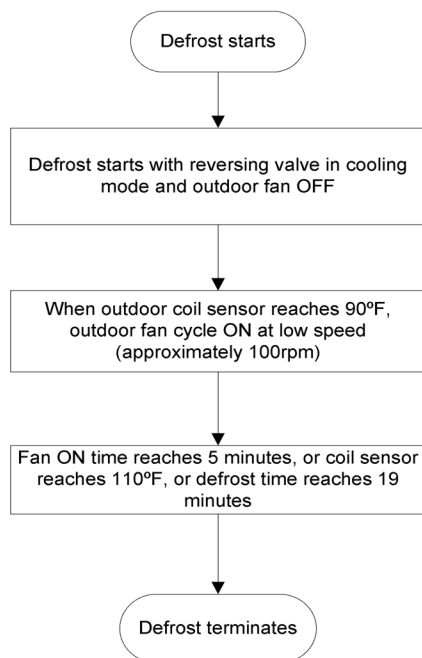 Defrost starts
Defrost starts with reversing valve in cooling
mode and outdoor fan OFF
When outdoor coil sensor reaches 90ºF,
outdoor fan cycle ON at low speed
(approximately 100rpm)
Fan ON time reaches 5 minutes, or coil sensor
reaches 110ºF, or defrost time reaches 19
minutes
Defrost terminates